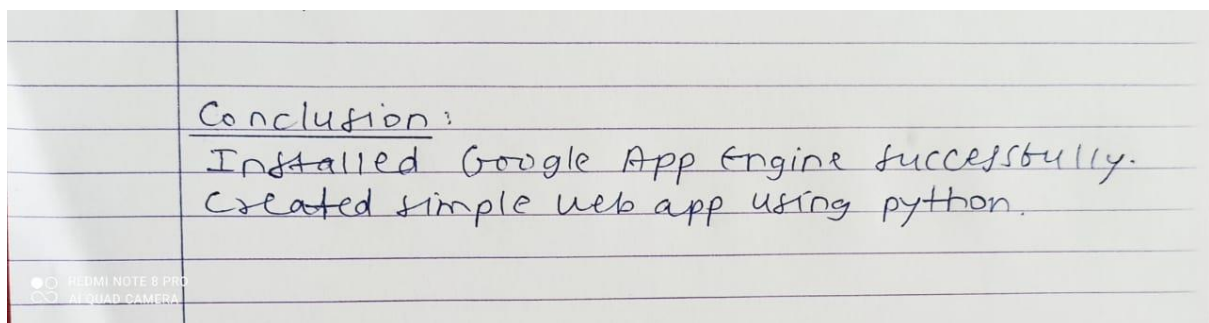 Conclusion:
Installed Google App Engine successfully.
Created simple web app using python.
REDMI NOTE 8 PRO
AI QUAD CAMERA